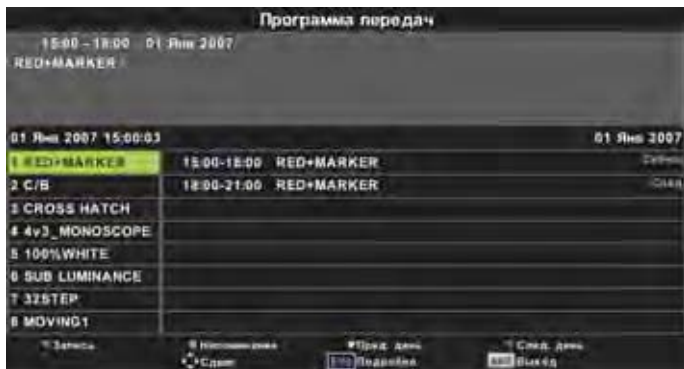 Программа передач
15:00 - 18:00 01 Янв 2007
RED+MARKER
01 Янв 2007 15:00:03 01 Янв 2007
1 RED+MARKER 15:00-18:00 RED+MARKER Сейчас
2 C/B 18:00-21:00 RED+MARKER След.
3 CROSS HATCH
4 4v3_MONOSCOPE
5 100%WHITE
6 SUB LUMINANCE
7 32STEP
8 MOVING1
Запись Напоминание Пред. день След. день
Сдвиг Подробно Выход